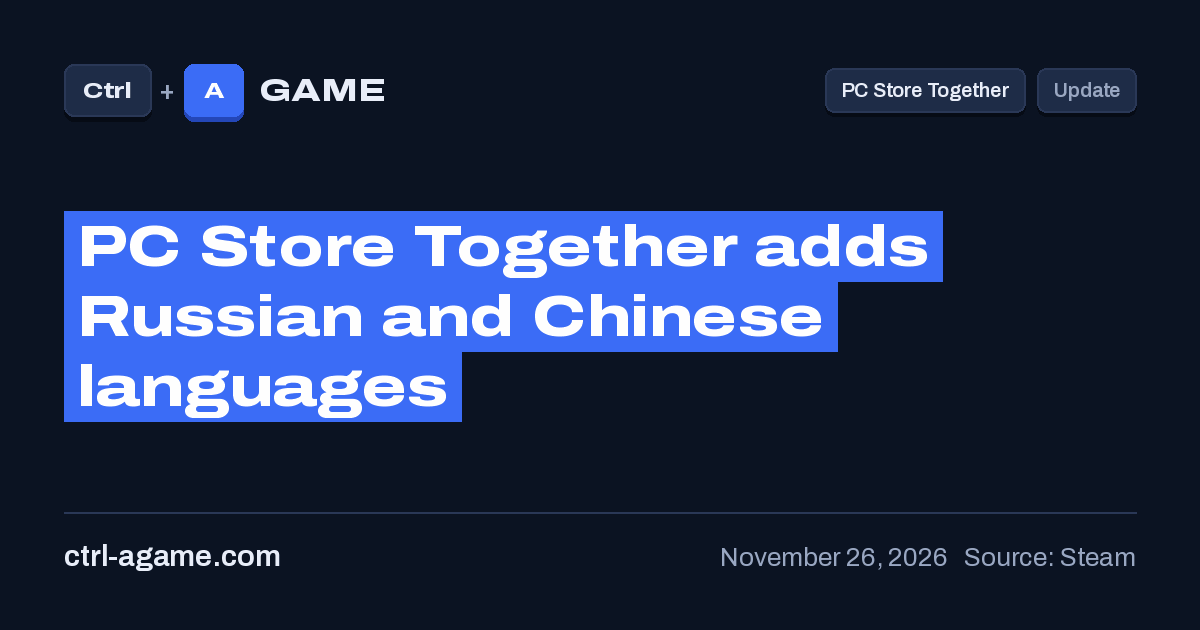 Ctrl + A GAME
PC Store Together Update
PC Store Together adds
Russian and Chinese
languages
ctrl-agame.com
November 26, 2026 Source: Steam